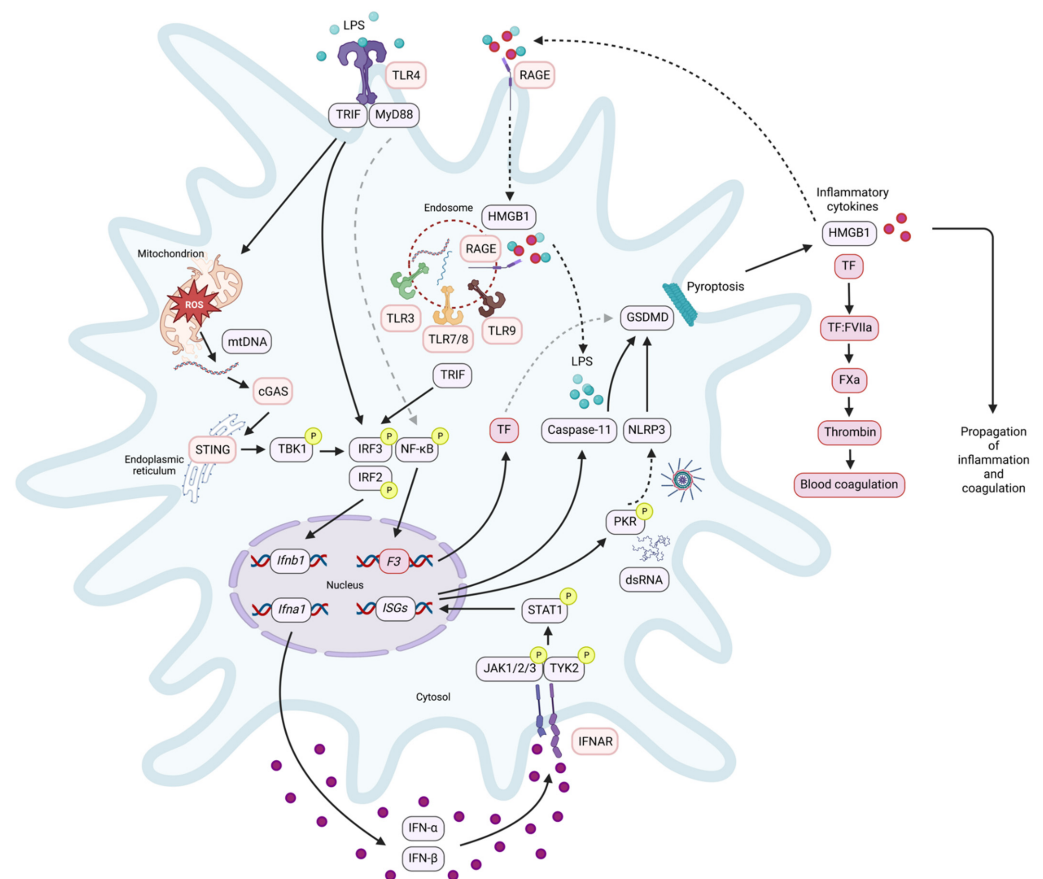 LPS
TLR4
TRIF
MyD88
RAGE
Endosome
HMGB1
RAGE
TLR3
TLR7/8
TLR9
TRIF
Mitochondrion
ROS
mtDNA
cGAS
STING
Endoplasmic
reticulum
TBK1
P
IRF3
P
NF-κB
P
IRF2
P
TF
LPS
Caspase-11
NLRP3
GSDMD
Pyroptosis
PKR
P
dsRNA
Ifnb1
F3
Nucleus
Ifna1
ISGs
STAT1
P
JAK1/2/3
P
TYK2
P
Cytosol
IFNAR
IFN-α
IFN-β
Inflammatory
cytokines
HMGB1
TF
TF:FVIIa
FXa
Thrombin
Blood coagulation
Propagation
of
inflammation
and
coagulation